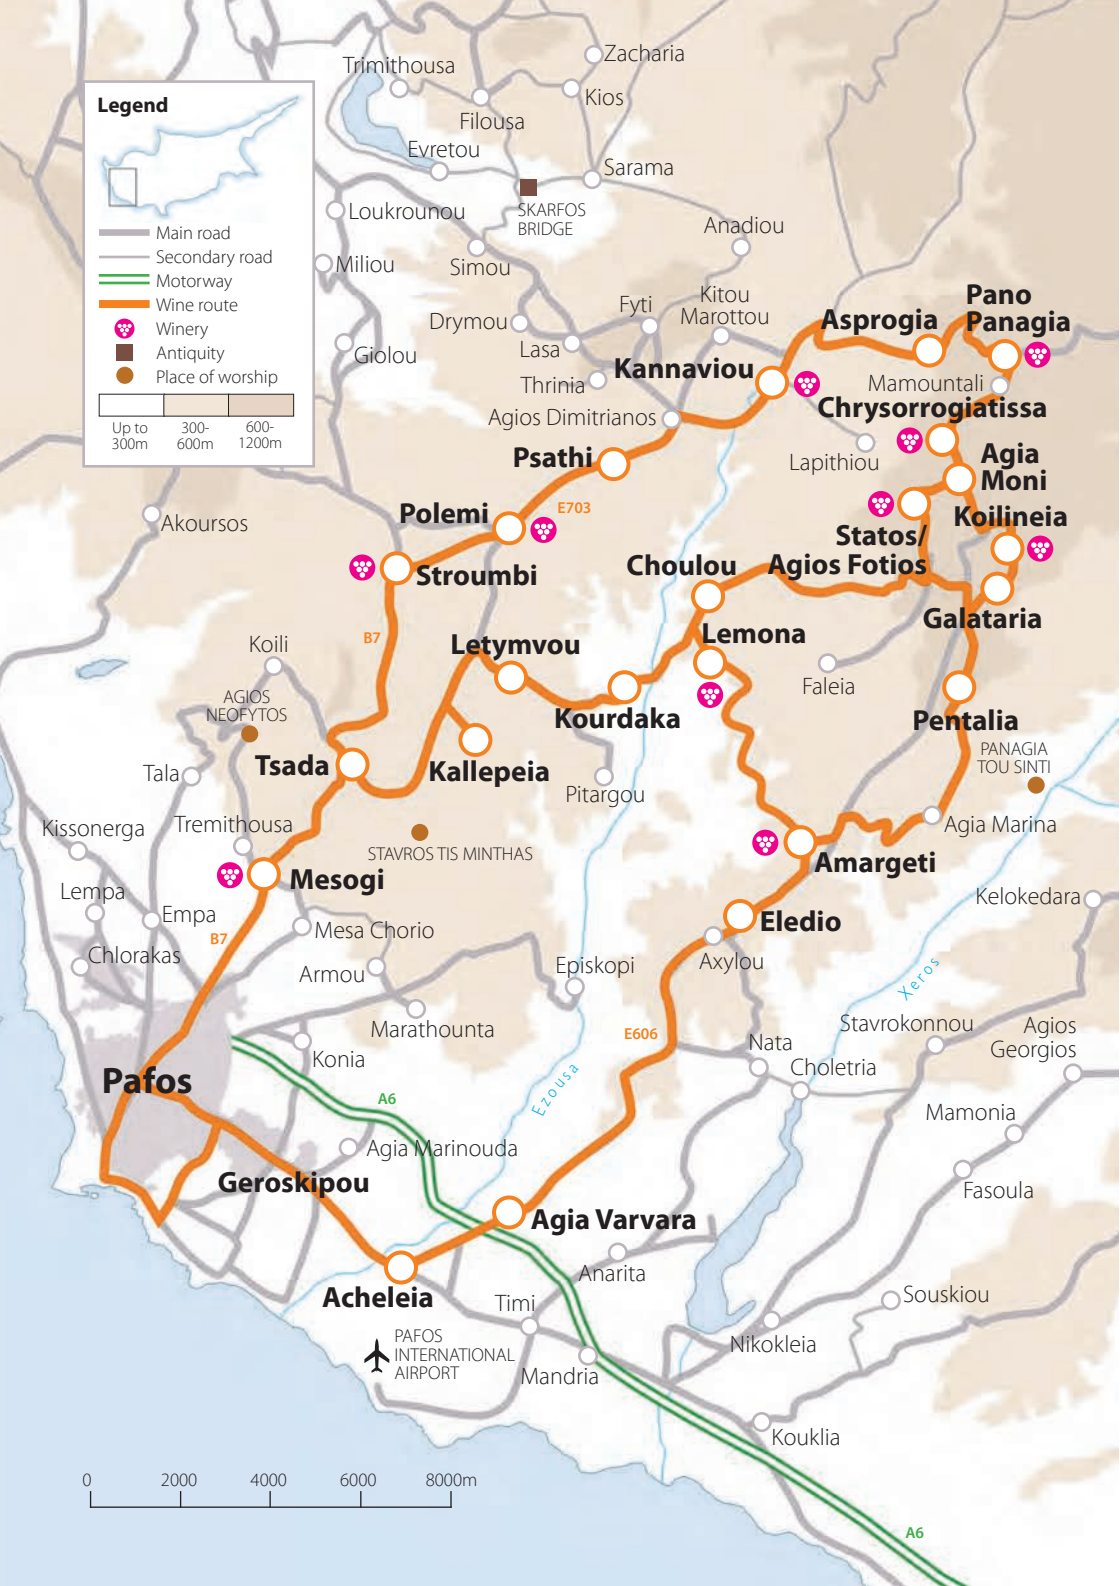 Legend
Main road
Secondary road
Motorway
Wine route
Winery
Antiquity
Place of worship
Up to
300m
300-
600m
600-
1200m
Zacharia
Trimithousa
Kios
Filousa
Evretou
Sarama
SKARFOS
BRIDGE
Loukrounou
Anadiou
Miliou
Simou
Kitou
Marottou
Fyti
Drymou
Pano
Panagia
Asprogia
Giolou
Lasa
Kannaviou
Thrinia
Mamountali
Agios Dimitrianos
Chrysorrogiatissa
Psathi
Lapithiou
Agia
Moni
E703
Polemi
Koilineia
Akoursos
Statos/
Agios Fotios
Stroumbi
Choulou
Galataria
B7
Lemona
Koili
Letymvou
Faleia
AGIOS
NEOFYTOS
Kourdaka
Pentalia
Tsada
Kallepeia
PANAGIA
TOU SINTI
Tala
Pitargou
Kissonerga
Tremithousa
Agia Marina
STAVROS TIS MINTHAS
Amargeti
Mesogi
Lempa
Kelokedara
Empa
Eledio
Mesa Chorio
B7
Chlorakas
Axylou
Armou
Episkopi
Xeros
Marathounta
Stavrokonnou
Agios
Georgios
E606
Nata
Konia
Choletria
Pafos
Ezousa
A6
Mamonia
Agia Marinouda
Geroskipou
Fasoula
Agia Varvara
Anarita
Acheleia
Timi
Souskiou
PAFOS
INTERNATIONAL
AIRPORT
Nikokleia
Mandria
Kouklia
0
2000
4000
6000
8000m
A6